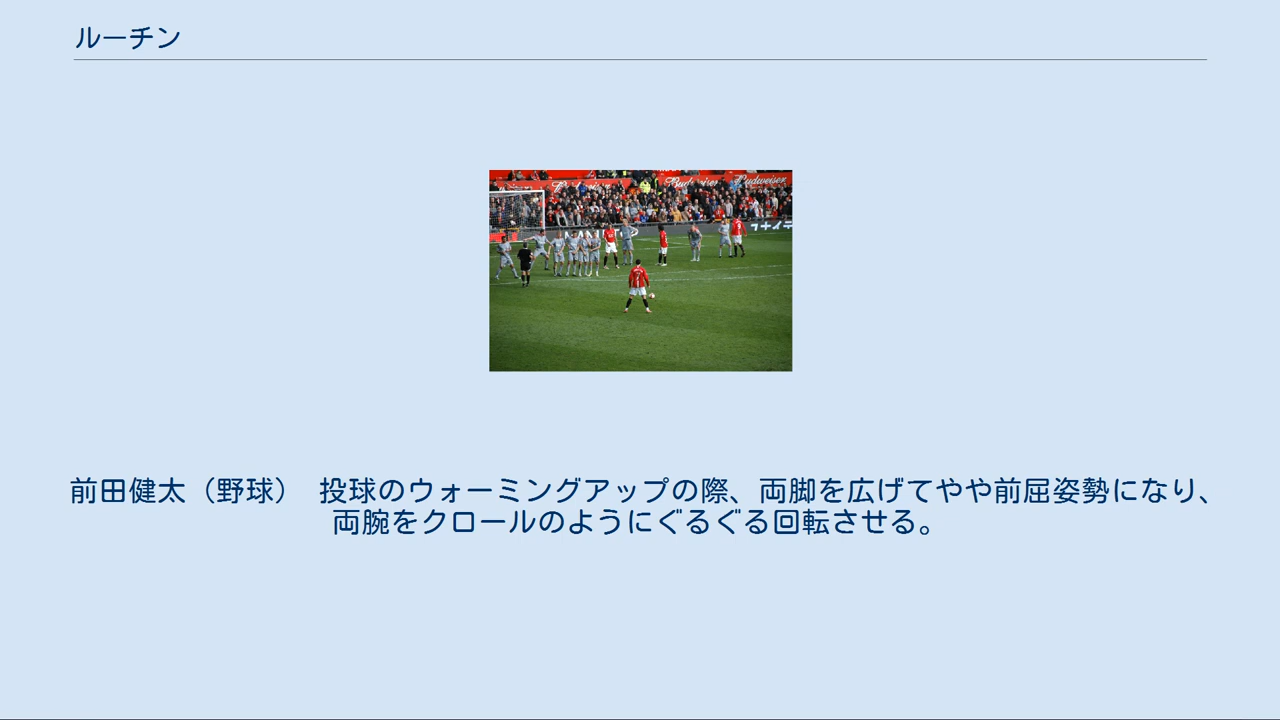 ルーチン
Budweiser Budweiser Budweiser
前田健太（野球）　投球のウォーミングアップの際、両脚を広げてやや前屈姿勢になり、
両腕をクロールのようにぐるぐる回転させる。